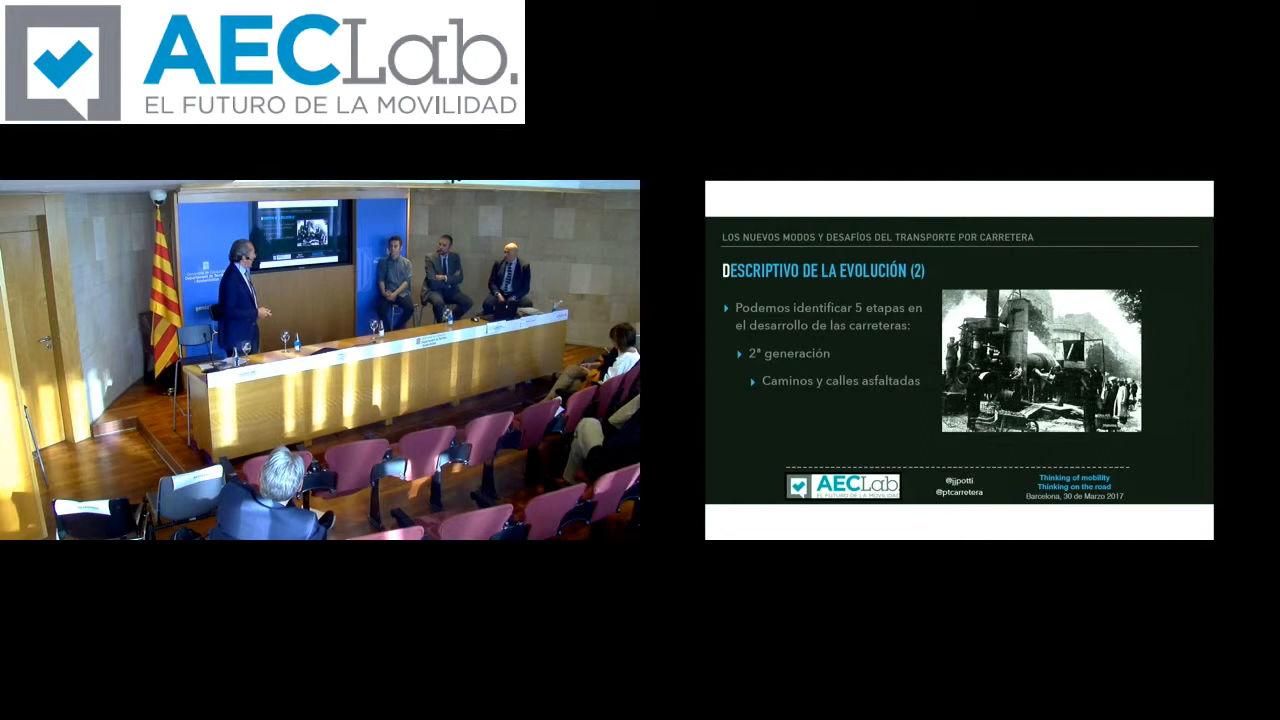 AECLab.
EL FUTURO DE LA MOVILIDAD
LOS NUEVOS MODOS Y DESAFÍOS DEL TRANSPORTE POR CARRETERA
DESCRIPTIVO DE LA EVOLUCIÓN (2)
Podemos identificar 5 etapas en
el desarrollo de las carreteras:
2ª generación
Caminos y calles asfaltadas
AECLab
EL FUTURO DE LA MOVILIDAD
@jjpotti
@ptcarretera
Thinking of mobility
Thinking on the road
Barcelona, 30 de Marzo 2017